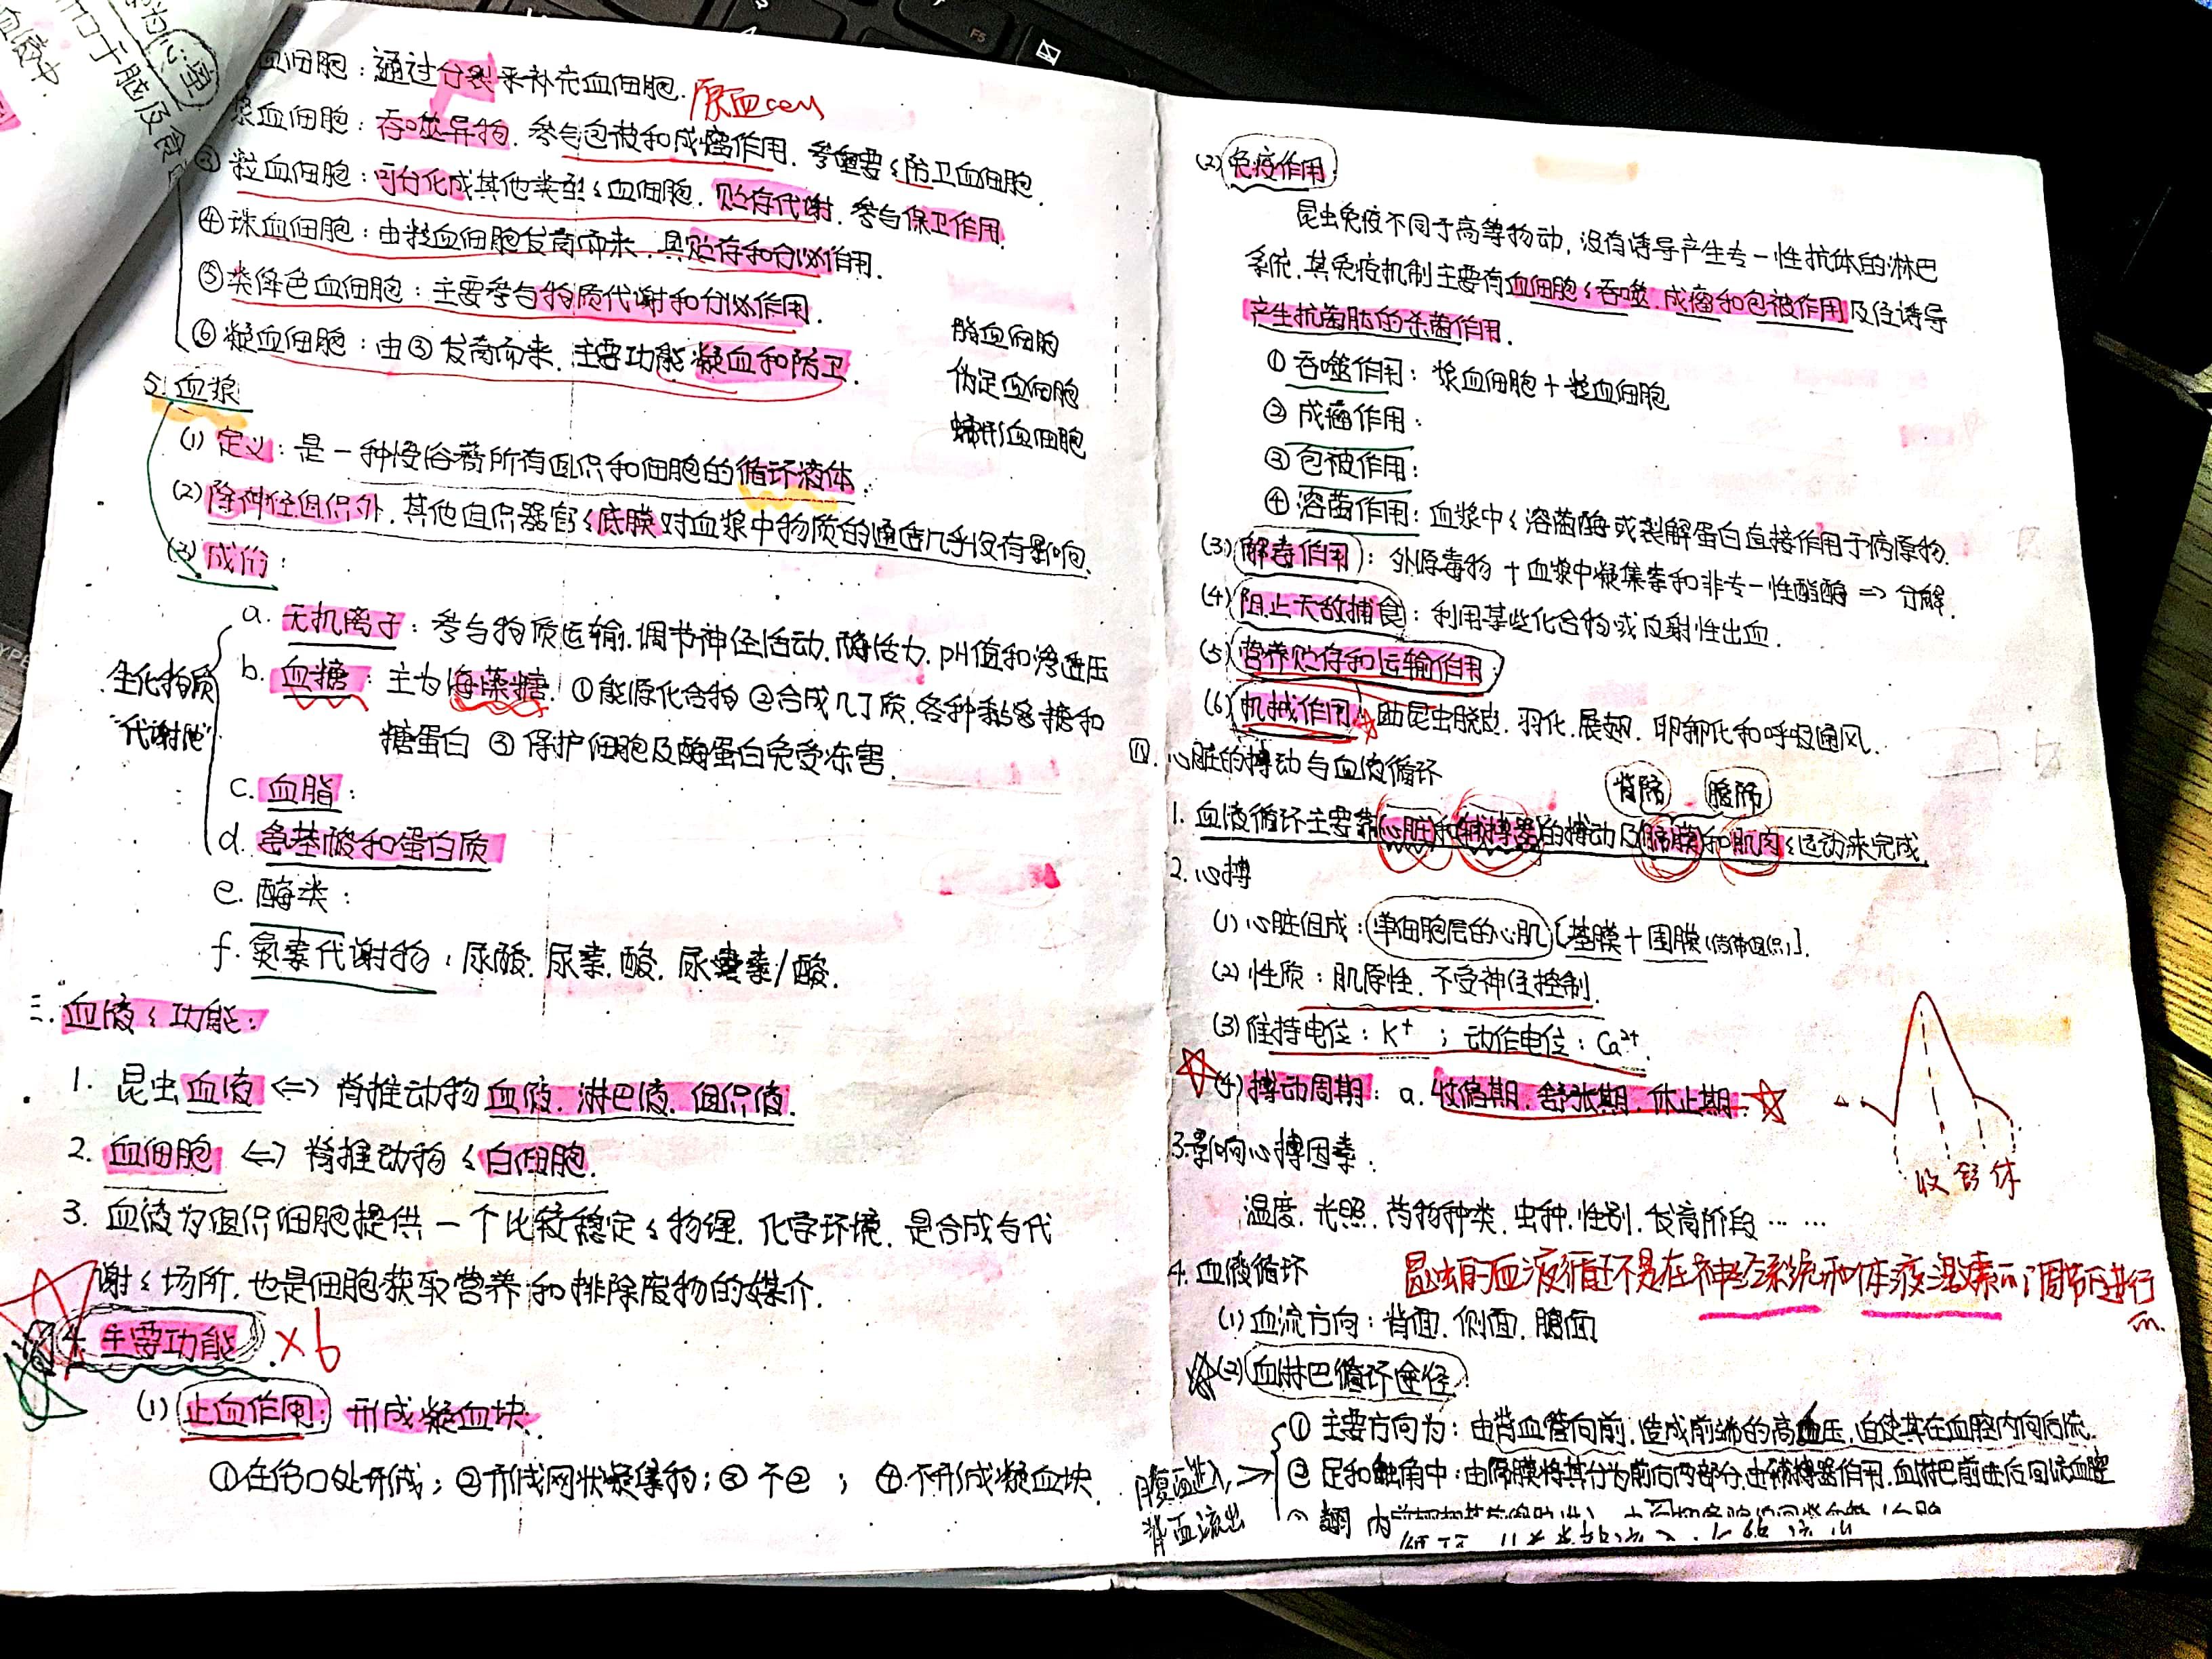 血细胞：通过分裂来补充血细胞. 原血cell
浆血细胞：吞噬异物. 参与包被和成瘤作用. 重要〈防卫血细胞.
③ 粒血细胞：可分化成其他类型〈血细胞. 贮存代谢. 参与保卫作用.
④ 珠血细胞：由粒血细胞发育而来. 具贮存和分泌作用.
⑤ 类绛色血细胞：主要参与物质代谢和分泌作用.
⑥ 凝血细胞：由③发育而来. 主要功能凝血和防卫.
脂血细胞
伪足血细胞
蠕形血细胞
5. 血浆
(1) 定义：是一种浸浴着所有组织和细胞的循环液体.
(2) 除神经组织外. 其他组织器官〈底膜对血浆中物质的通透几乎没有影响.
(3) 成份：
生化物质
"代谢池"
a. 无机离子：参与物质运输. 调节神经活动. 酶活力. pH值和渗透压
b. 血糖：主为海藻糖. ①能源化合物 ②合成几丁质. 各种黏多糖和
糖蛋白 ③ 保护细胞及酶蛋白免受冻害.
c. 血脂：
d. 氨基酸和蛋白质
e. 酶类：
f. 氮素代谢物：尿酸. 尿素. 酸. 尿囊素/酸.
三. 血液〈功能：
1. 昆虫血液 ⇔ 脊椎动物血液. 淋巴液. 组织液.
2. 血细胞 ⇔ 脊椎动物〈白细胞.
3. 血液为组织细胞提供一个比较稳定〈物理. 化学环境. 是合成与代
谢〈场所. 也是细胞获取营养和排除废物的媒介.
4. 主要功能. ×6
(1) 止血作用：形成凝血块.
①在伤口处形成；②形成网状凝集物；③ ①②；④不形成凝血块.
(2) 免疫作用
昆虫免疫不同于高等物动, 没有诱导产生专一性抗体的淋巴
系统. 其免疫机制主要有血细胞〈吞噬. 成瘤和包被作用及经诱导
产生抗菌肽的杀菌作用.
① 吞噬作用：浆血细胞+粒血细胞
② 成瘤作用：
③ 包被作用：
④ 溶菌作用：血浆中〈溶菌酶或裂解蛋白直接作用于病原物.
(3) 解毒作用：外源毒物+血浆中凝集素和非专一性酯酶 ⇒ 分解.
(4) 阻止天敌捕食：利用某些化合物或反射性出血.
(5) 营养贮存和运输作用.
(6) 机械作用：助昆虫脱皮. 羽化. 展翅. 卵孵化和呼吸通风.
四. 心脏的搏动与血液循环
背膈 腹膈
1. 血液循环主要靠心脏和辅搏器的搏动及膈膜和肌肉〈运动来完成.
2. 心搏
(1) 心脏组成：单细胞层的心肌 [基膜+围膜(结缔组织)].
(2) 性质：肌原性. 不受神经控制.
(3) 维持电位：K⁺；动作电位：Ca²⁺.
(4) 搏动周期：a. 收缩期. 舒张期. 休止期.
收 舒 休
3. 影响心搏因素.
温度. 光照. 药物种类. 虫种. 性别. 发育阶段……
4. 血液循环 昆虫的血液循环是在神经系统和体液激素的调节下进行
的.
(1) 血流方向：背面. 侧面. 腹面
(2) 血淋巴循环途径
① 主要方向为：由背血管向前. 造成前端的高血压, 迫使其在血腔内向后流.
腹面进入
背面流出
② 足和触角中：由隔膜将其分为前后两部分. 由辅搏器作用. 血淋巴前进后回流血腔
③ 翅内